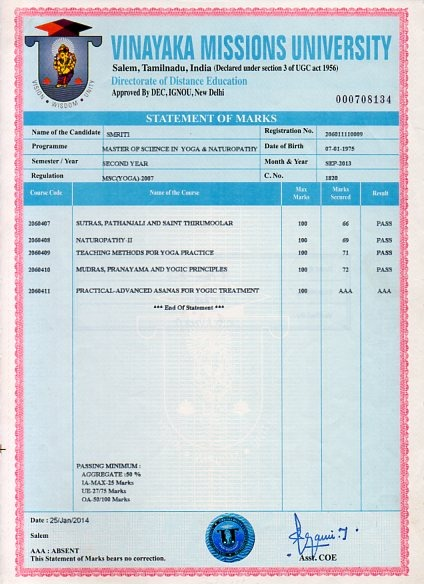 VINAYAKA MISSIONS UNIVERSITY
Salem, Tamilnadu, India (Declared under section 3 of UGC act 1956)
Directorate of Distance Education
Approved By DEC, IGNOU, New Delhi
VISION WISDOM UNITY
000708134
STATEMENT OF MARKS
Name of the Candidate SMRITI Registration No. 206011110009
Programme MASTER OF SCIENCE IN YOGA & NATUROPATHY Date of Birth 07-01-1975
Semester / Year SECOND YEAR Month & Year SEP-2013
Regulation MSC(YOGA)-2007 C. No. 1820
Course Code Name of the Course Max Marks Marks Secured Result
2060407 SUTRAS, PATHANJALI AND SAINT THIRUMOOLAR 100 66 PASS
2060408 NATUROPATHY-II 100 69 PASS
2060409 TEACHING METHODS FOR YOGA PRACTICE 100 71 PASS
2060410 MUDRAS, PRANAYAMA AND YOGIC PRINCIPLES 100 72 PASS
2060411 PRACTICAL-ADVANCED ASANAS FOR YOGIC TREATMENT 100 AAA AAA
*** End Of Statement ***
PASSING MINIMUM :
AGGREGATE :50 %
IA-MAX-25 Marks
UE-27/75 Marks
OA-50/100 Marks
Date : 25/Jan/2014
Salem
AAA : ABSENT
This Statement of Marks bears no correction.
Asst. COE